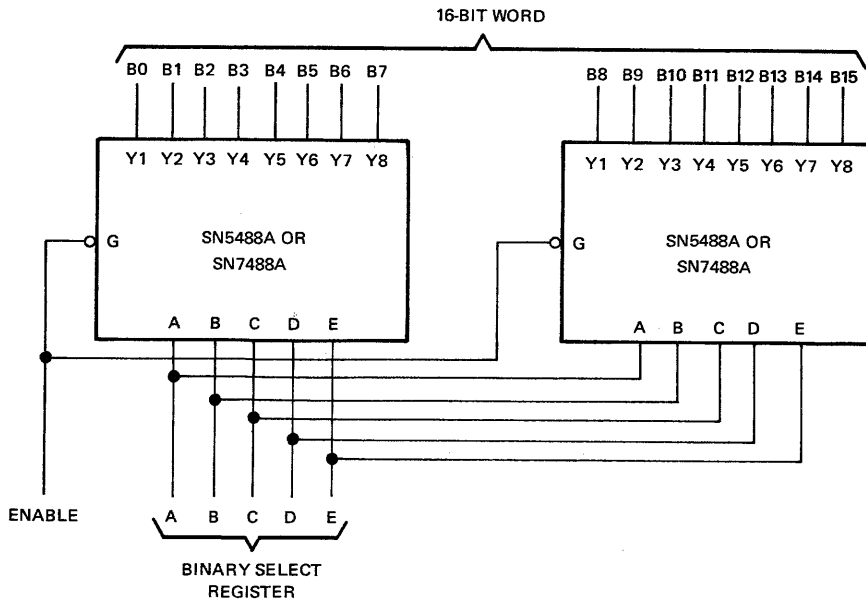 16-BIT WORD
B0 B1 B2 B3 B4 B5 B6 B7
B8 B9 B10 B11 B12 B13 B14 B15
Y1 Y2 Y3 Y4 Y5 Y6 Y7 Y8
Y1 Y2 Y3 Y4 Y5 Y6 Y7 Y8
G
SN5488A OR
SN7488A
G
SN5488A OR
SN7488A
A B C D E
A B C D E
ENABLE
A B C D E
BINARY SELECT
REGISTER